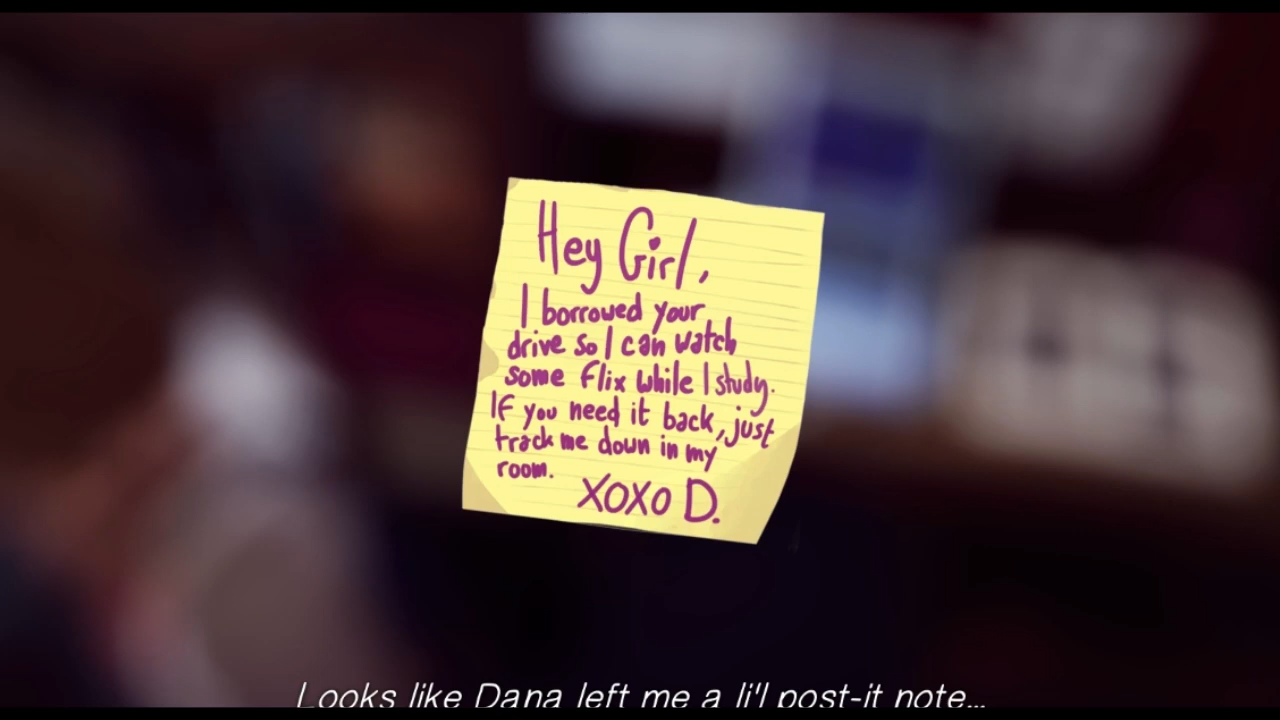 Hey Girl,
I borrowed your
drive so I can watch
some flix while I study.
If you need it back, just
track me down in my
room.
XOXO D.
Looks like Dana left me a li'l post-it note...